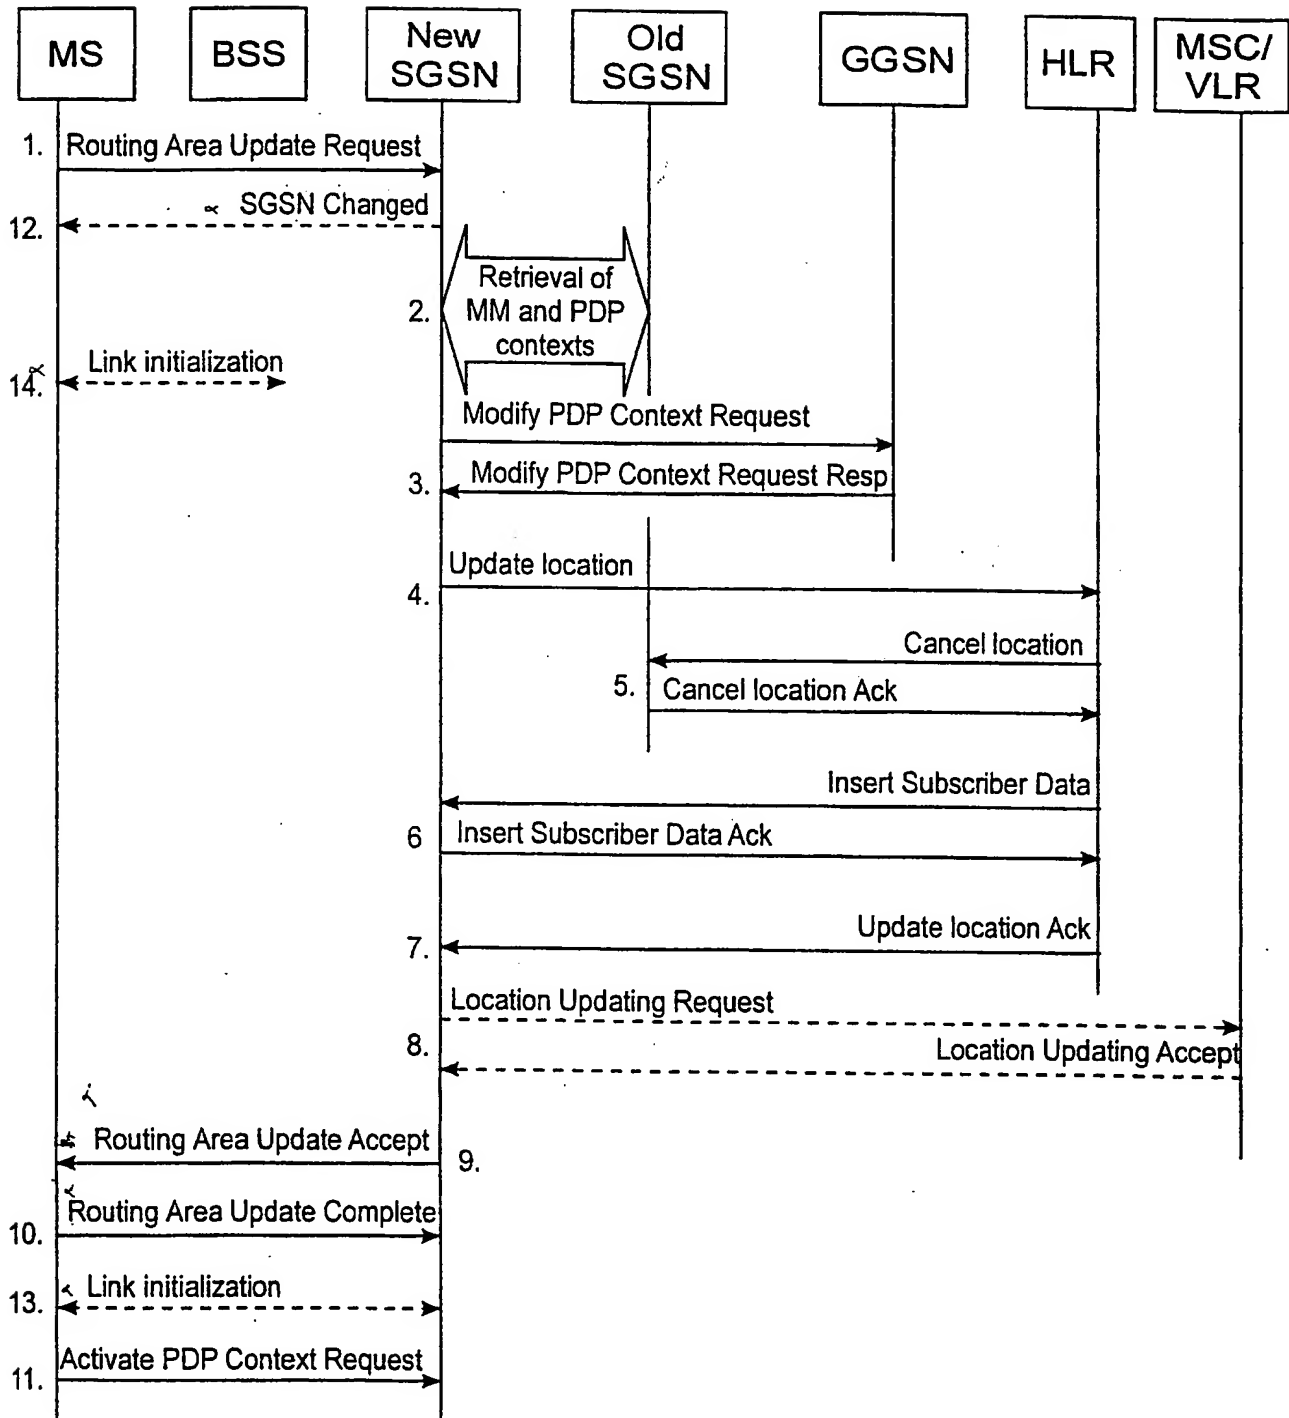 MS
BSS
New
SGSN
Old
SGSN
GGSN
HLR
MSC/
VLR
1. Routing Area Update Request
SGSN Changed
12.
Retrieval of
2. MM and PDP
contexts
Link initialization
14.
Modify PDP Context Request
3. Modify PDP Context Request Resp
Update location
4.
Cancel location
5. Cancel location Ack
Insert Subscriber Data
6 Insert Subscriber Data Ack
Update location Ack
7.
Location Updating Request
8.
Location Updating Accept
Routing Area Update Accept
9.
Routing Area Update Complete
10.
Link initialization
13.
Activate PDP Context Request
11.